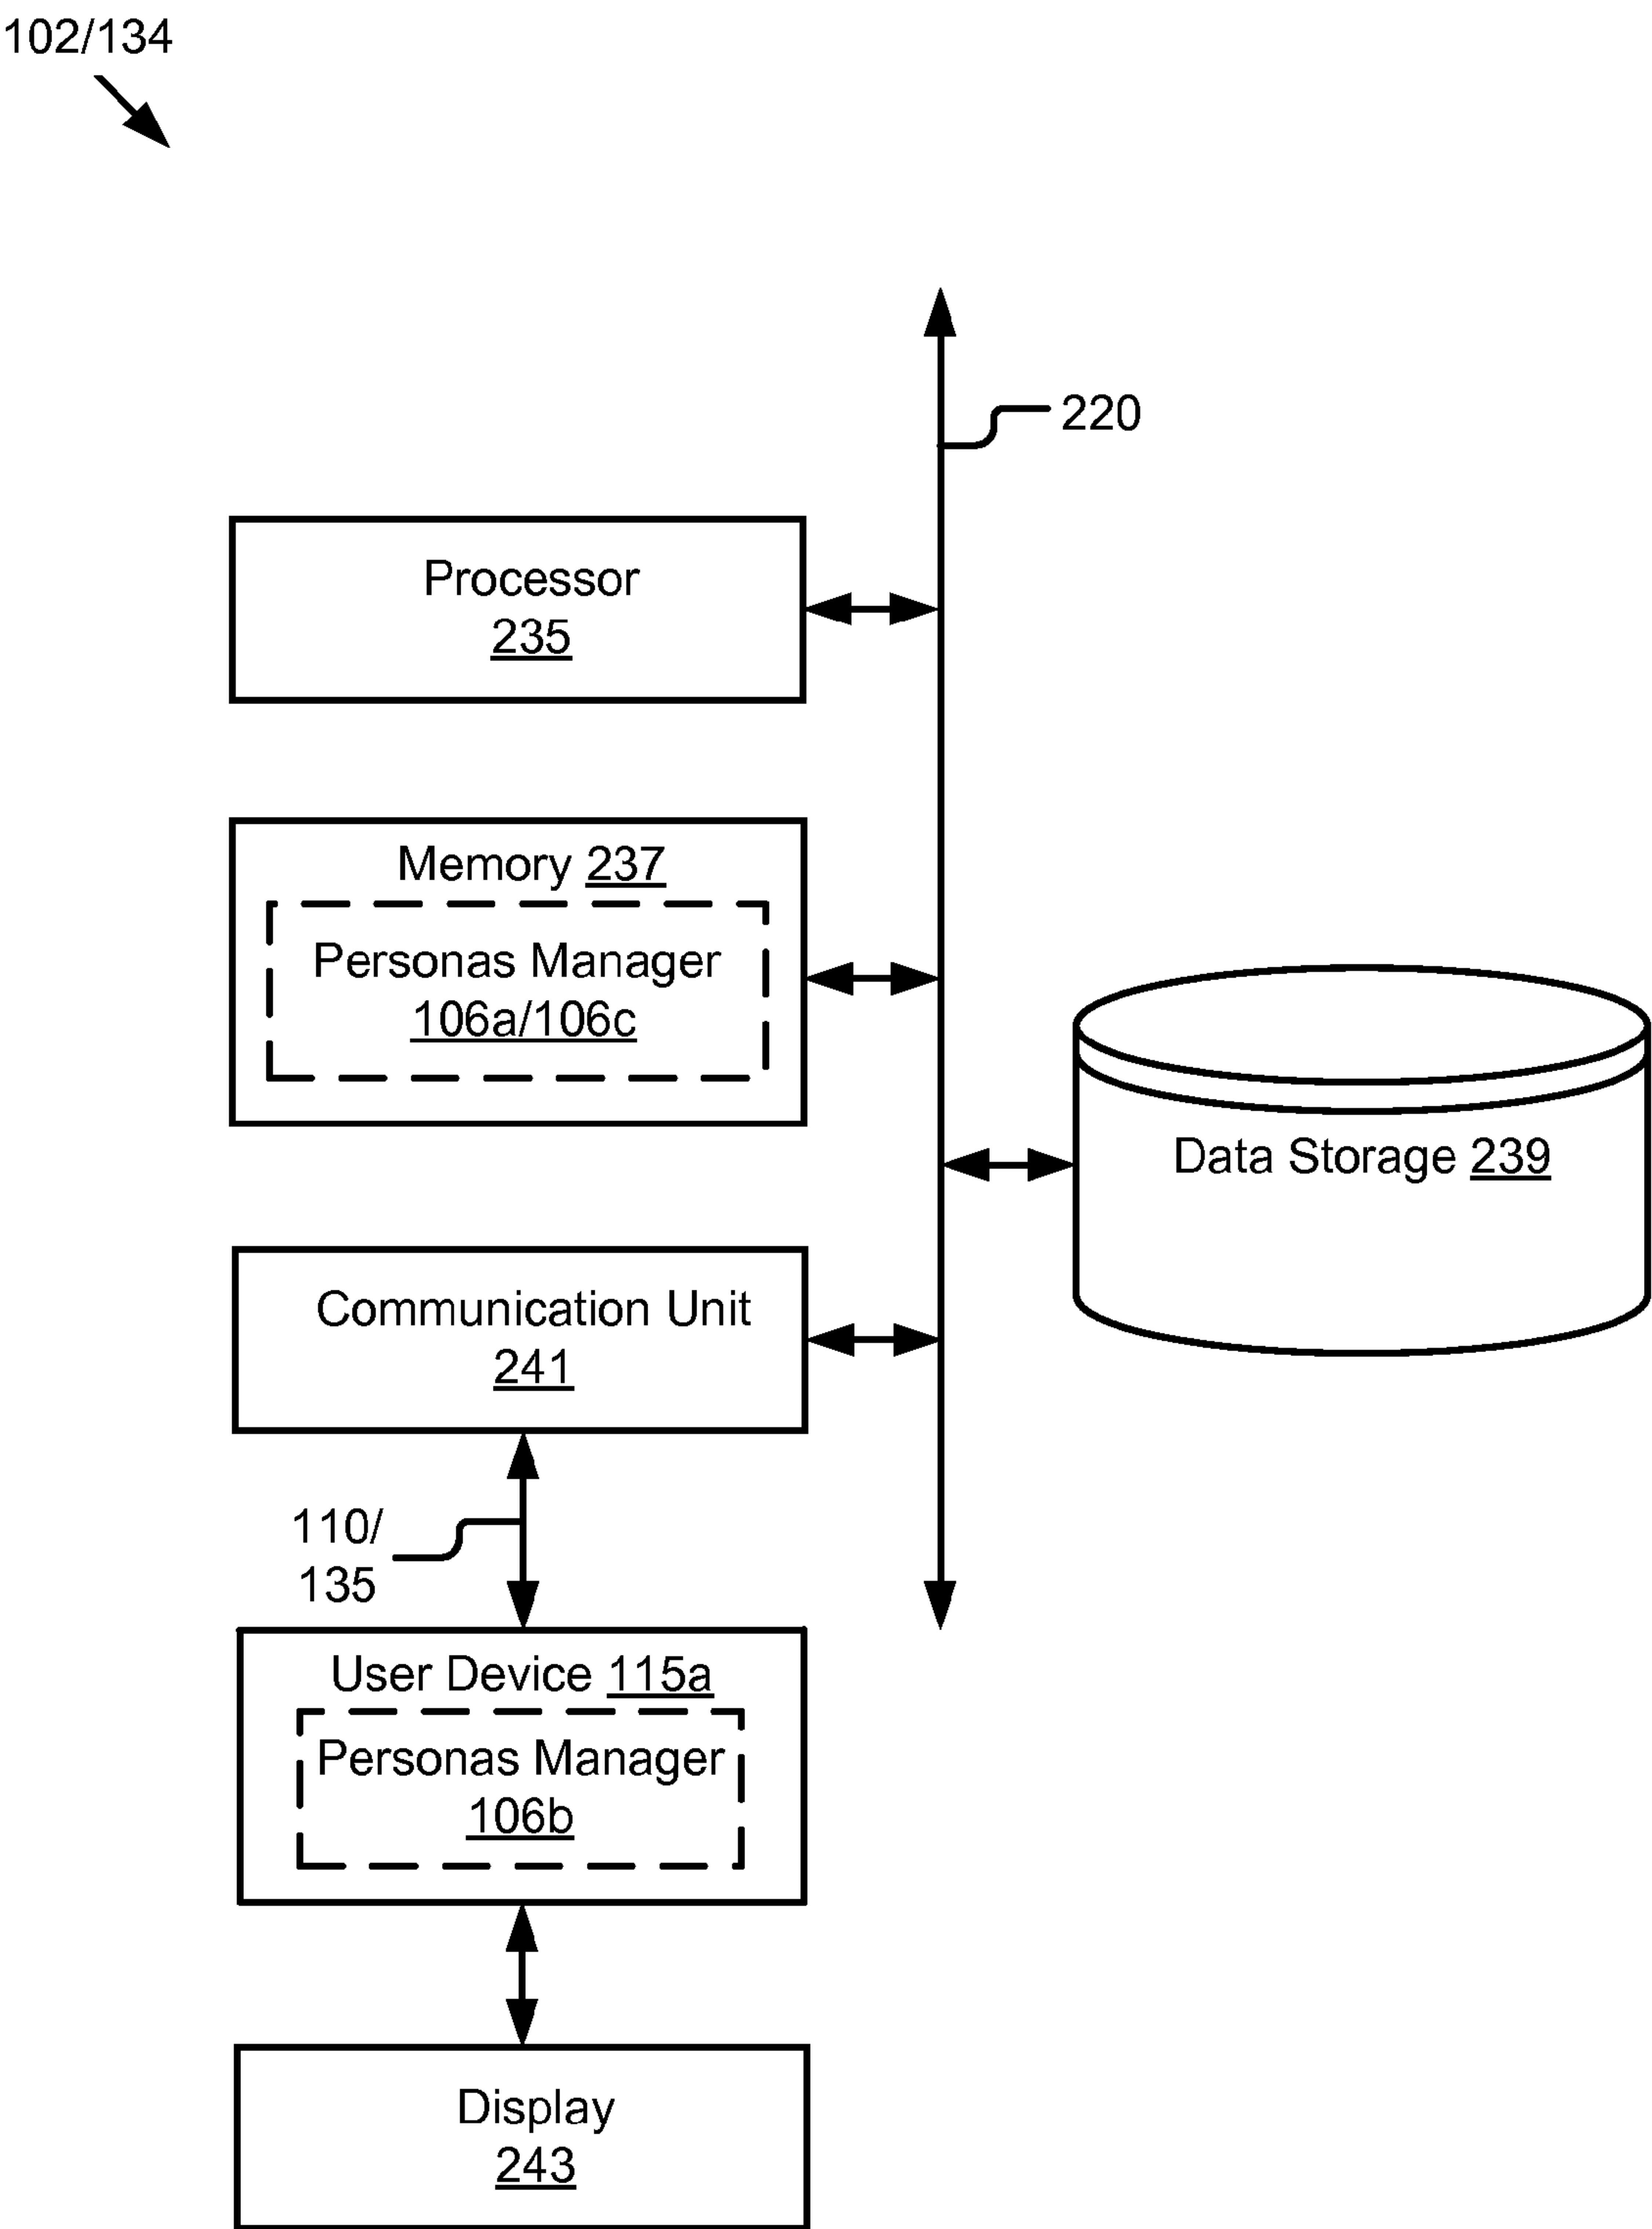 102/134
220
Processor
235
Memory 237
Personas Manager
106a/106c
Data Storage 239
Communication Unit
241
110/
135
User Device 115a
Personas Manager
106b
Display
243